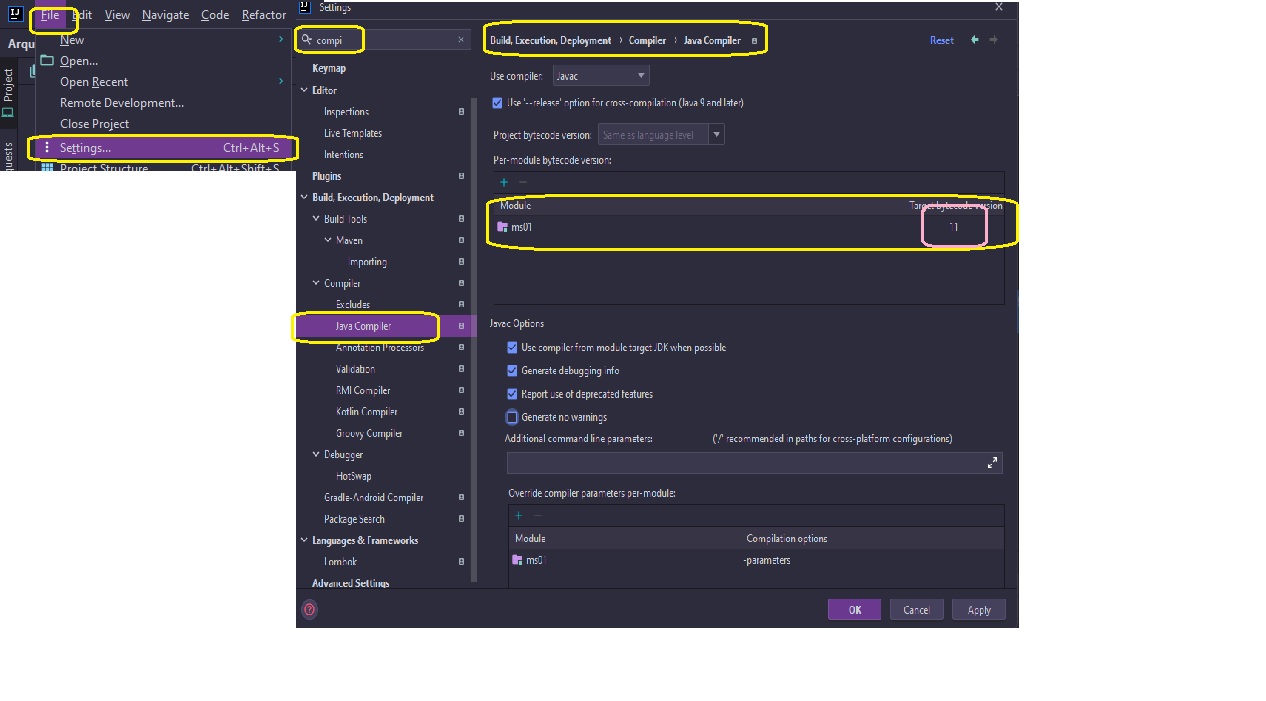 IJ File Edit View Navigate Code Refactor
Arqu
New
Open...
Open Recent
Remote Development...
Close Project
Settings... Ctrl+Alt+S
Project Structure... Ctrl+Alt+Shift+S
Project
quests
IJ Settings X
compi ×
Keymap
Editor
Inspections
Live Templates
Intentions
Plugins
Build, Execution, Deployment
Build Tools
Maven
Importing
Compiler
Excludes
Java Compiler
Annotation Processors
Validation
RMI Compiler
Kotlin Compiler
Groovy Compiler
Debugger
HotSwap
Gradle-Android Compiler
Package Search
Languages & Frameworks
Lombok
Advanced Settings
?
Build, Execution, Deployment › Compiler › Java Compiler Reset
Use compiler: Javac
Use '--release' option for cross-compilation (Java 9 and later)
Project bytecode version: Same as language level
Per-module bytecode version:
+ −
Module Target bytecode version
ms01 11
Javac Options
Use compiler from module target JDK when possible
Generate debugging info
Report use of deprecated features
Generate no warnings
Additional command line parameters: ('/' recommended in paths for cross-platform configurations)
Override compiler parameters per-module:
+ −
Module Compilation options
ms01 -parameters
OK Cancel Apply